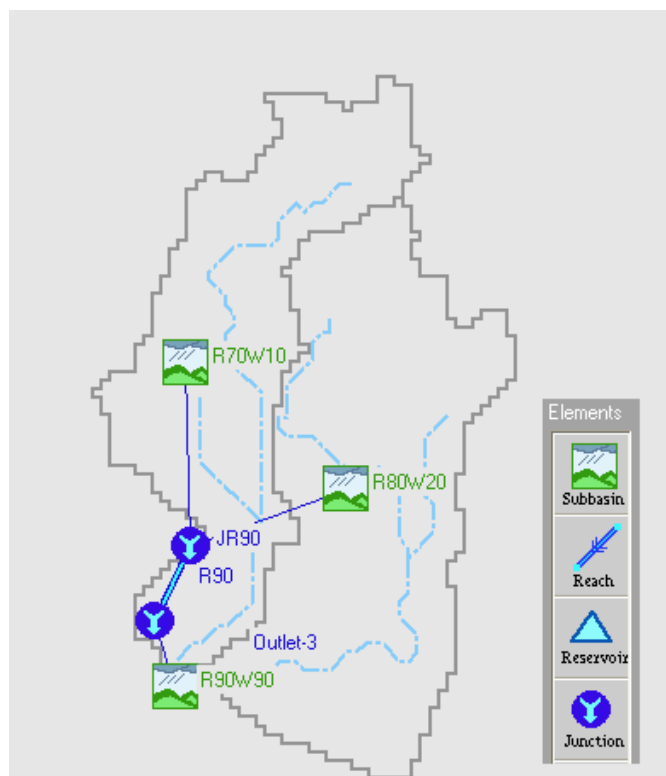 R70W10
R80W20
JR90
R90
Outlet-3
R90W90
Elements
Subbasin
Reach
Reservoir
Junction